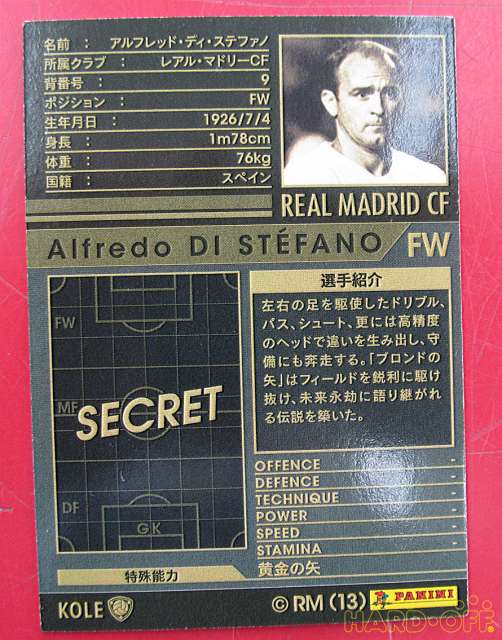 名前 : アルフレッド・ディ・ステファノ
所属クラブ : レアル・マドリーCF
背番号 : 9
ポジション : FW
生年月日 : 1926/7/4
身長 : 1m78cm
体重 : 76kg
国籍 : スペイン
REAL MADRID CF
Alfredo DI STÉFANO FW
選手紹介
左右の足を駆使したドリブル、
パス、シュート、更には高精度
のヘッドで違いを生み出し、守
備にも奔走する。「ブロンドの
矢」はフィールドを鋭利に駆け
抜け、未来永劫に語り継がれ
る伝説を築いた。
FW
MF
SECRET
DF
GK
OFFENCE -
DEFENCE -
TECHNIQUE -
POWER -
SPEED -
STAMINA -
特殊能力 黄金の矢
KOLE
©RM (13) PANINI
HARD-OFF